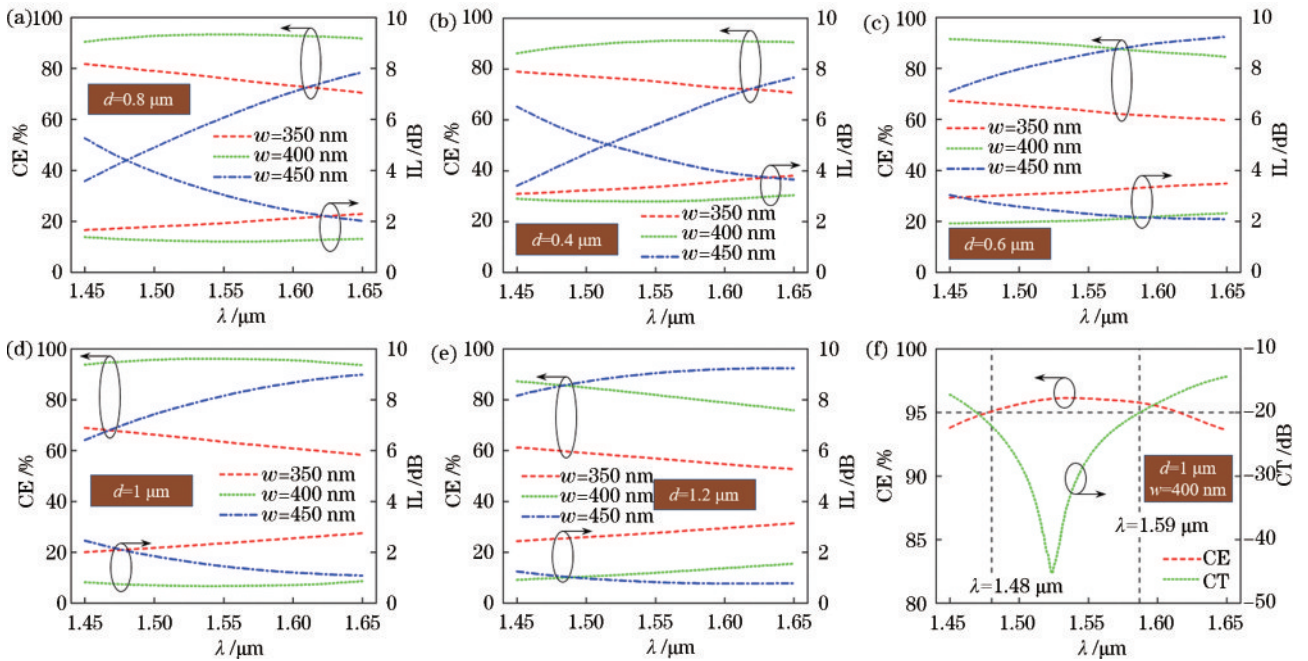 (a)
100
80
60
40
20
0
CE /%
10
8
6
4
2
0
IL /dB
d=0.8 μm
w=350 nm
w=400 nm
w=450 nm
1.45 1.50 1.55 1.60 1.65
λ /μm
(b)
100
80
60
40
20
0
CE /%
10
8
6
4
2
0
IL /dB
w=350 nm
w=400 nm
w=450 nm
d=0.4 μm
1.45 1.50 1.55 1.60 1.65
λ /μm
(c)
100
80
60
40
20
0
CE /%
10
8
6
4
2
0
IL /dB
w=350 nm
w=400 nm
w=450 nm
d=0.6 μm
1.45 1.50 1.55 1.60 1.65
λ /μm
(d)
100
80
60
40
20
0
CE /%
10
8
6
4
2
0
IL /dB
w=350 nm
w=400 nm
w=450 nm
d=1 μm
1.45 1.50 1.55 1.60 1.65
λ /μm
(e)
100
80
60
40
20
0
CE /%
10
8
6
4
2
0
IL /dB
w=350 nm
w=400 nm
w=450 nm
d=1.2 μm
1.45 1.50 1.55 1.60 1.65
λ /μm
(f)
100
95
90
85
80
CE /%
−10
−20
−30
−40
−50
CT /dB
d=1 μm
w=400 nm
λ=1.59 μm
CE
CT
λ=1.48 μm
1.45 1.50 1.55 1.60 1.65
λ /μm